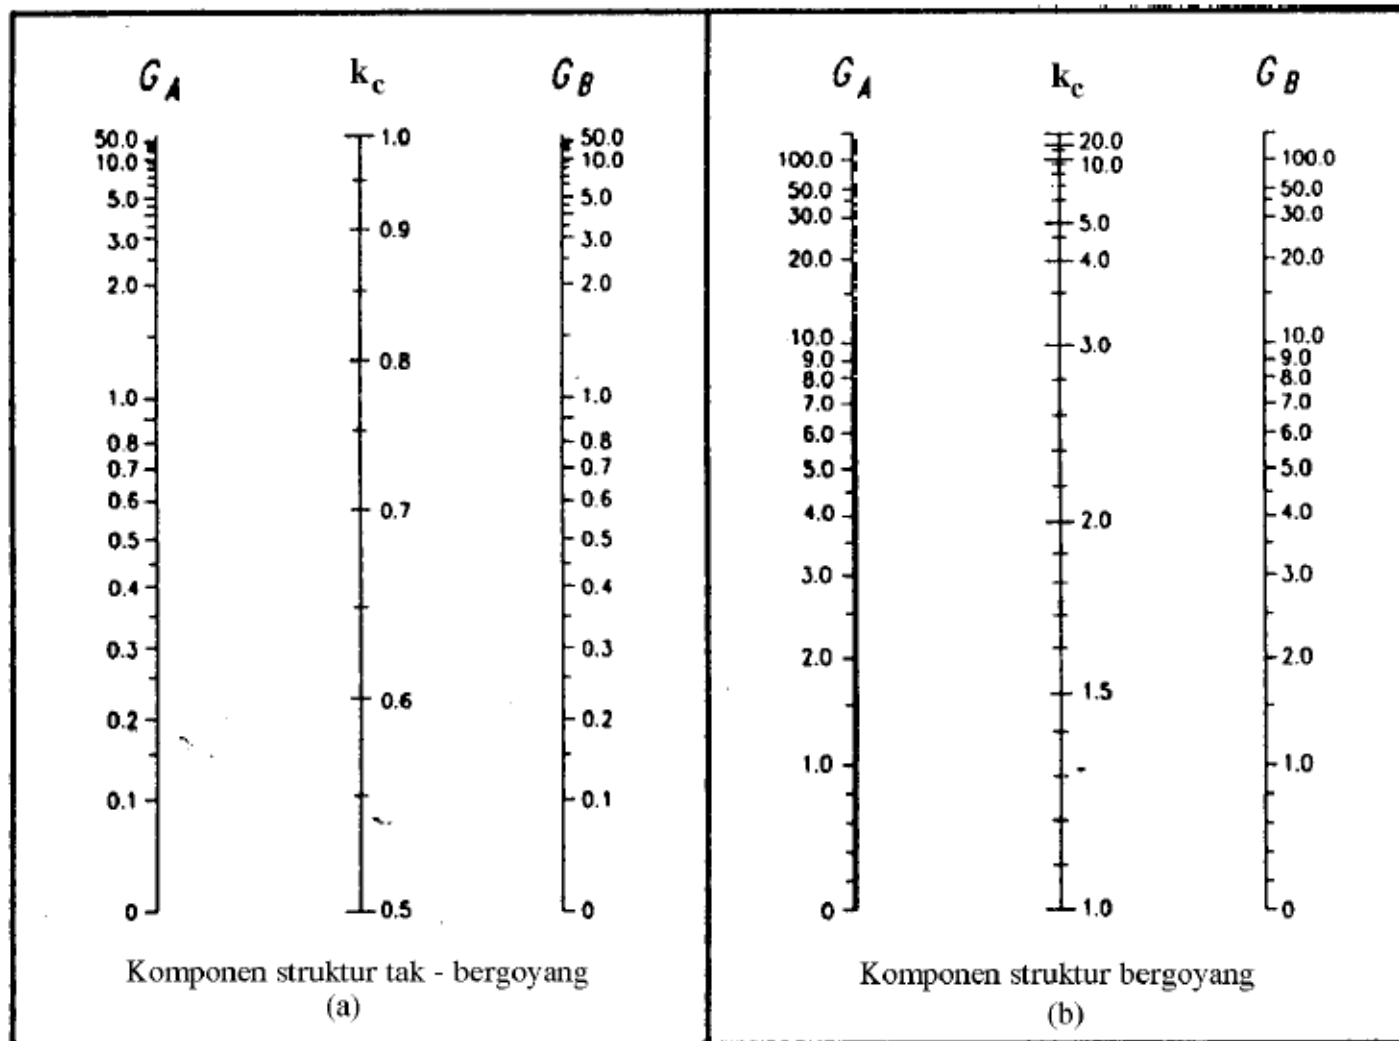 G_A k_c G_B
50.0 1.0 50.0
10.0 10.0
5.0 0.9 5.0
3.0 3.0
2.0 2.0
0.8
1.0 1.0
0.8 0.8
0.7 0.7
0.6 0.7 0.6
0.5 0.5
0.4 0.4
0.3 0.3
0.6
0.2 0.2
0.1 0.1
0 0.5 0
Komponen struktur tak - bergoyang
(a)
G_A k_c G_B
20.0
100.0 10.0 100.0
50.0 50.0
30.0 5.0 30.0
20.0 4.0 20.0
10.0 3.0 10.0
9.0 9.0
8.0 8.0
7.0 7.0
6.0 6.0
5.0 5.0
4.0 2.0 4.0
3.0 3.0
2.0 2.0
1.5
1.0 1.0
0 1.0 0
Komponen struktur bergoyang
(b)